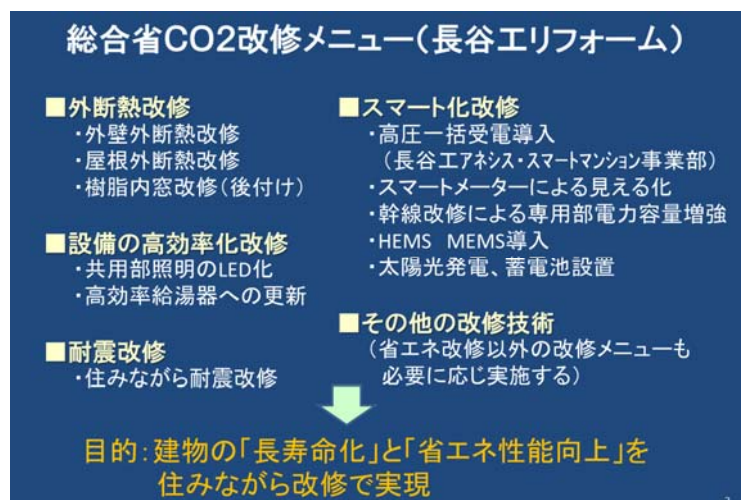 総合省CO2改修メニュー(長谷工リフォーム)
■外断熱改修
・外壁外断熱改修
・屋根外断熱改修
・樹脂内窓改修(後付け)
■設備の高効率化改修
・共用部照明のLED化
・高効率給湯器への更新
■耐震改修
・住みながら耐震改修
■スマート化改修
・高圧一括受電導入
(長谷工アネシス・スマートマンション事業部)
・スマートメーターによる見える化
・幹線改修による専用部電力容量増強
・HEMS MEMS導入
・太陽光発電、蓄電池設置
■その他の改修技術
(省エネ改修以外の改修メニューも
必要に応じ実施する)
目的:建物の「長寿命化」と「省エネ性能向上」を
住みながら改修で実現